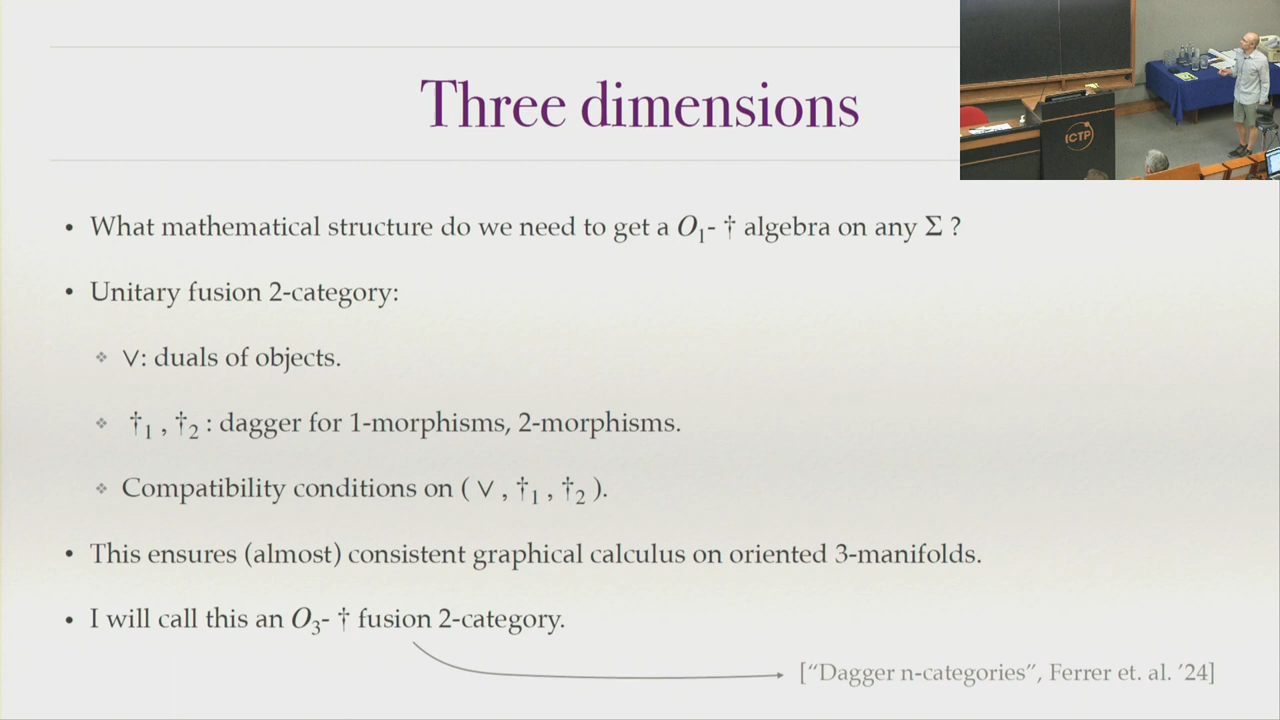 Three dimensions
ICTP
• What mathematical structure do we need to get a O₁- † algebra on any Σ ?
• Unitary fusion 2-category:
❖ ∨: duals of objects.
❖ †₁ , †₂ : dagger for 1-morphisms, 2-morphisms.
❖ Compatibility conditions on ( ∨ , †₁ , †₂ ).
• This ensures (almost) consistent graphical calculus on oriented 3-manifolds.
• I will call this an O₃- † fusion 2-category.
["Dagger n-categories", Ferrer et. al. '24]